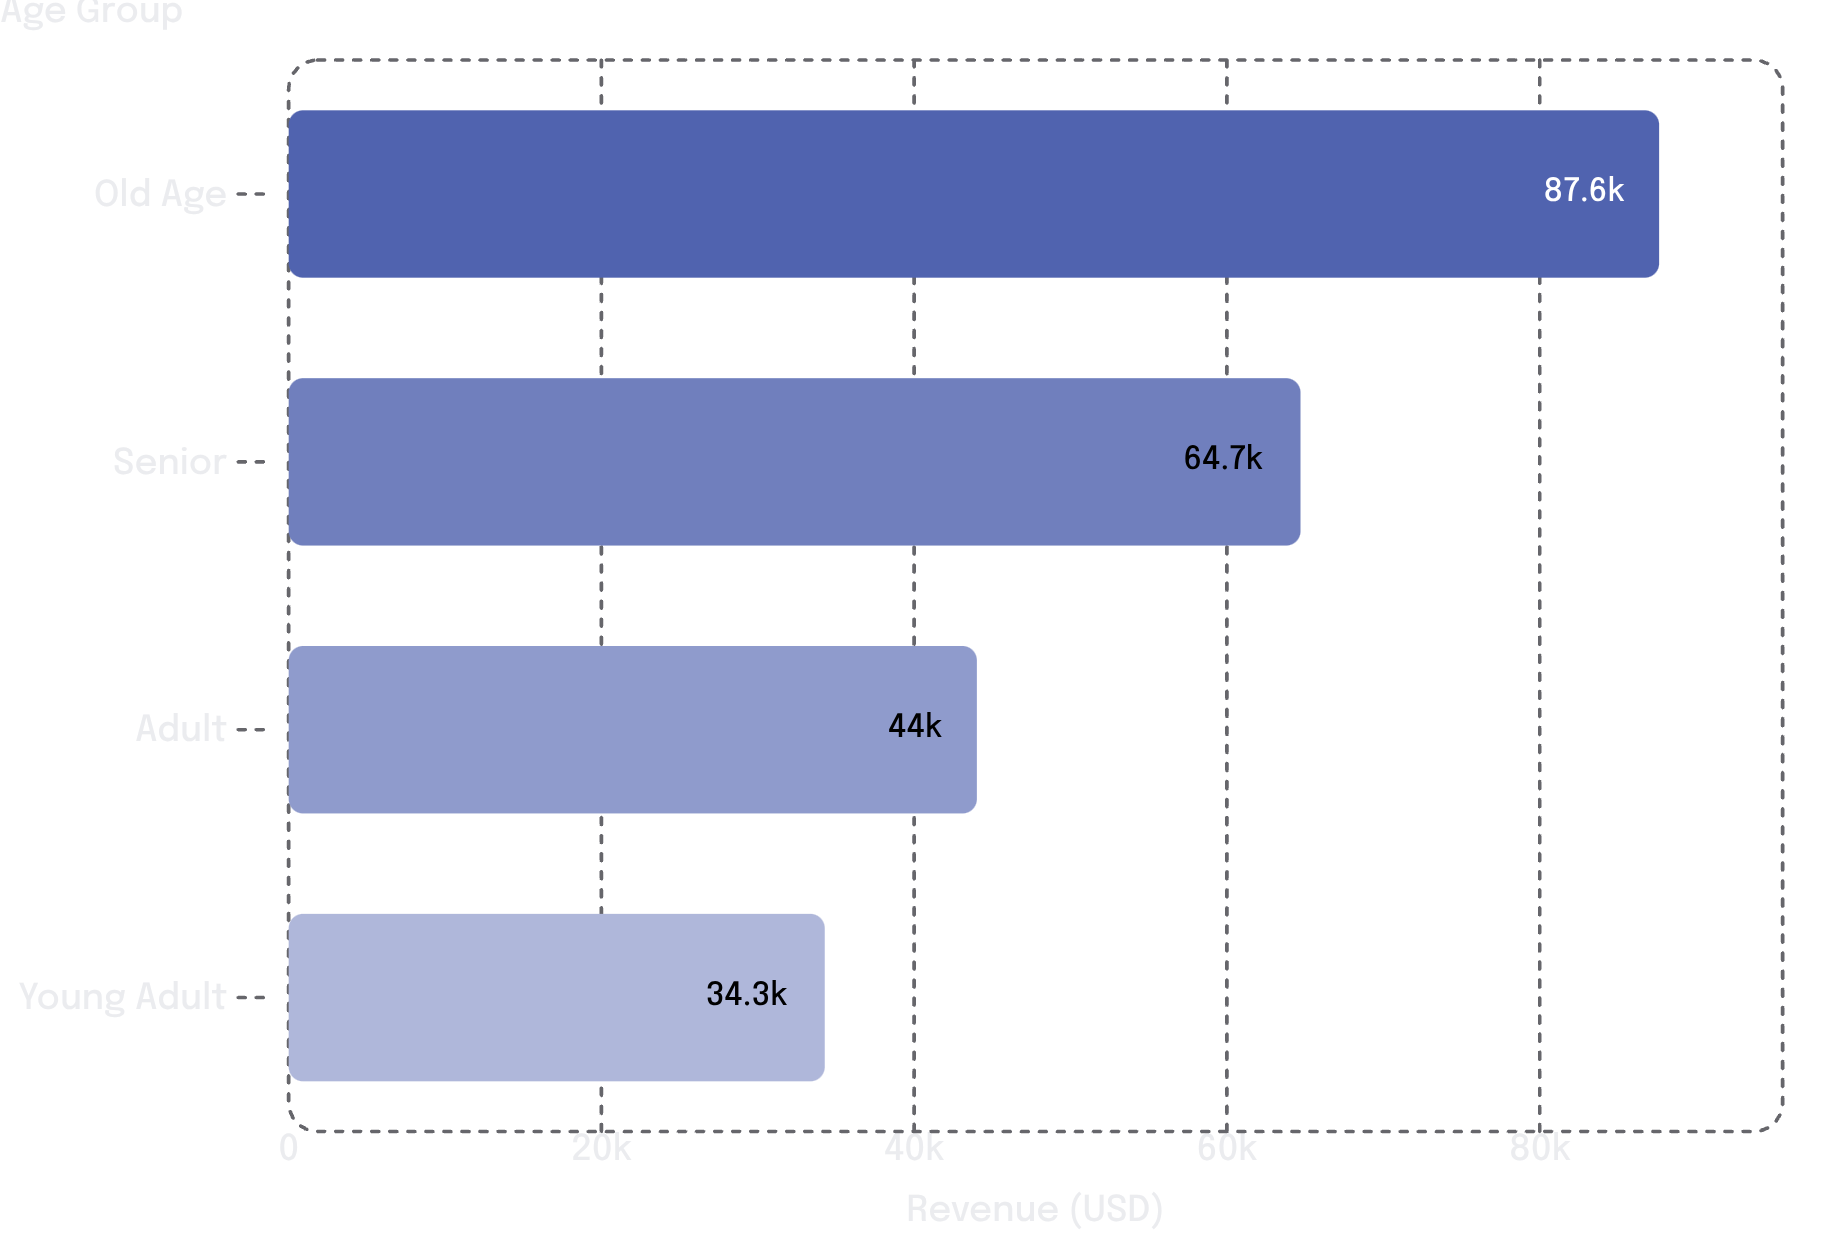 Age Group
Old Age
87.6k
Senior
64.7k
Adult
44k
Young Adult
34.3k
0 20k 40k 60k 80k
Revenue (USD)